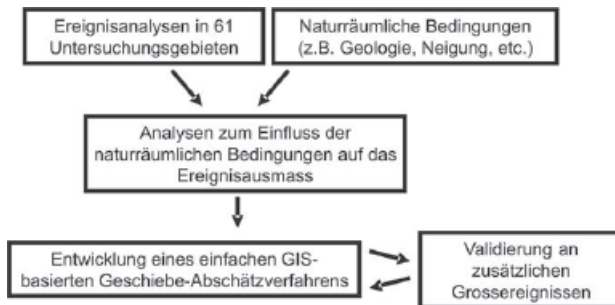 Ereignisanalysen in 61
Untersuchungsgebieten
Naturräumliche Bedingungen
(z.B. Geologie, Neigung, etc.)
Analysen zum Einfluss der
naturräumlichen Bedingungen auf das
Ereignisausmass
Entwicklung eines einfachen GIS-
basierten Geschiebe-Abschätzverfahrens
Validierung an
zusätzlichen
Grossereignissen